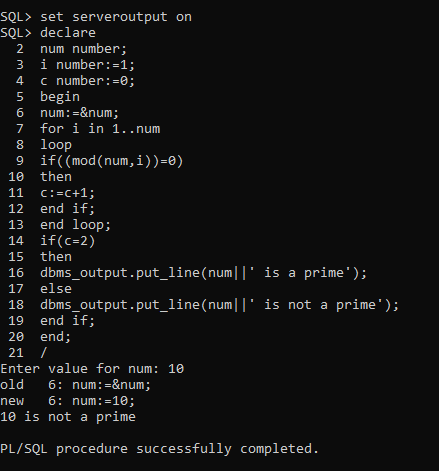 SQL> set serveroutput on
SQL> declare
  2  num number;
  3  i number:=1;
  4  c number:=0;
  5  begin
  6  num:=&num;
  7  for i in 1..num
  8  loop
  9  if((mod(num,i))=0)
 10  then
 11  c:=c+1;
 12  end if;
 13  end loop;
 14  if(c=2)
 15  then
 16  dbms_output.put_line(num||' is a prime');
 17  else
 18  dbms_output.put_line(num||' is not a prime');
 19  end if;
 20  end;
 21  /
Enter value for num: 10
old   6: num:=&num;
new   6: num:=10;
10 is not a prime

PL/SQL procedure successfully completed.